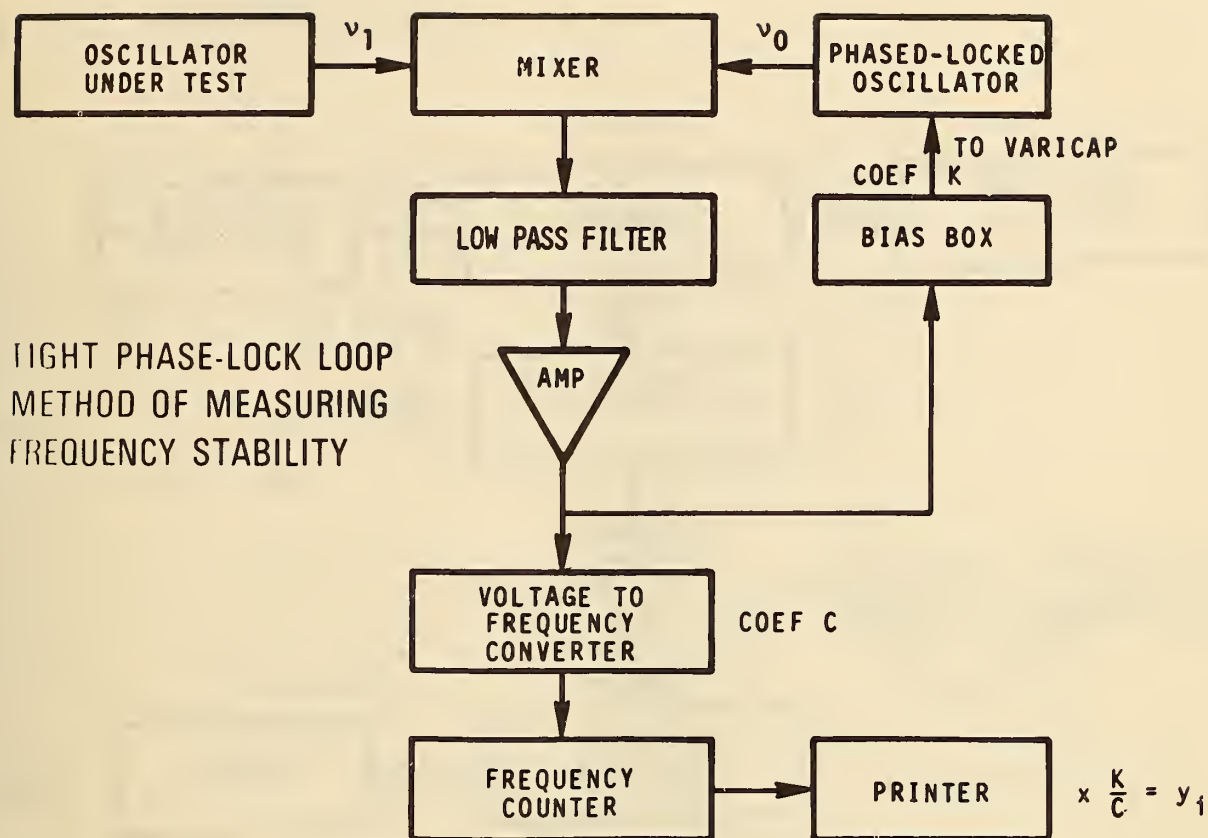 OSCILLATOR
UNDER TEST
ν1
MIXER
ν0
PHASED-LOCKED
OSCILLATOR
TO VARICAP
COEF K
LOW PASS FILTER
BIAS BOX
TIGHT PHASE-LOCK LOOP
METHOD OF MEASURING
FREQUENCY STABILITY
AMP
VOLTAGE TO
FREQUENCY
CONVERTER
COEF C
FREQUENCY
COUNTER
PRINTER
x K/C = yi